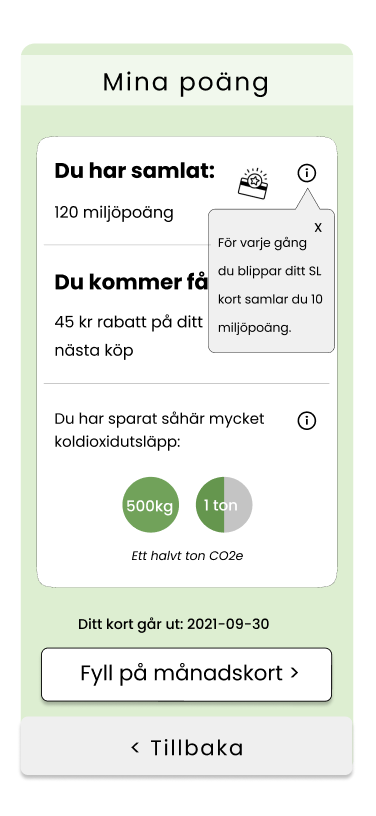 Mina poäng
Du har samlat:
120 miljöpoäng
x
För varje gång
du blippar ditt SL
kort samlar du 10
miljöpoäng.
Du kommer få
45 kr rabatt på ditt
nästa köp
Du har sparat såhär mycket
koldioxidutsläpp:
500kg 1 ton
Ett halvt ton CO2e
Ditt kort går ut: 2021-09-30
Fyll på månadskort >
< Tillbaka